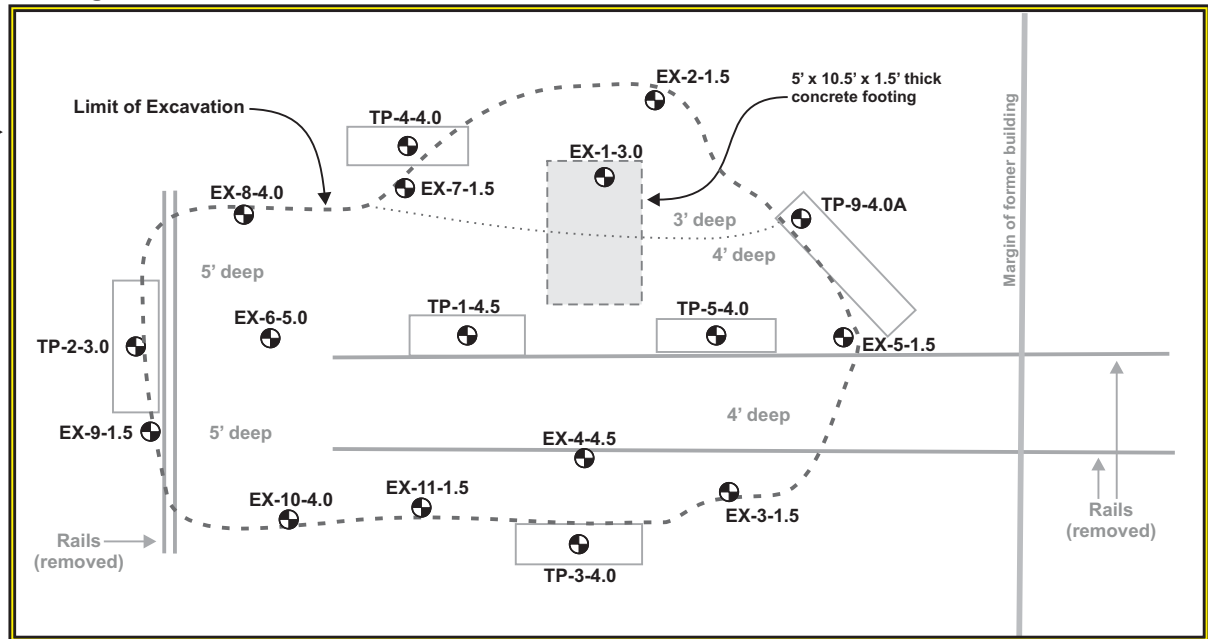 EX-2-1.5
5’ x 10.5’ x 1.5’ thick
concrete footing
Limit of Excavation
TP-4-4.0
EX-1-3.0
EX-7-1.5
EX-8-4.0
TP-9-4.0A
3’ deep
4’ deep
5’ deep
Margin of former building
TP-1-4.5
TP-5-4.0
EX-6-5.0
TP-2-3.0
EX-5-1.5
4’ deep
EX-9-1.5
5’ deep
EX-4-4.5
EX-11-1.5
EX-10-4.0
EX-3-1.5
Rails
(removed)
Rails
(removed)
TP-3-4.0